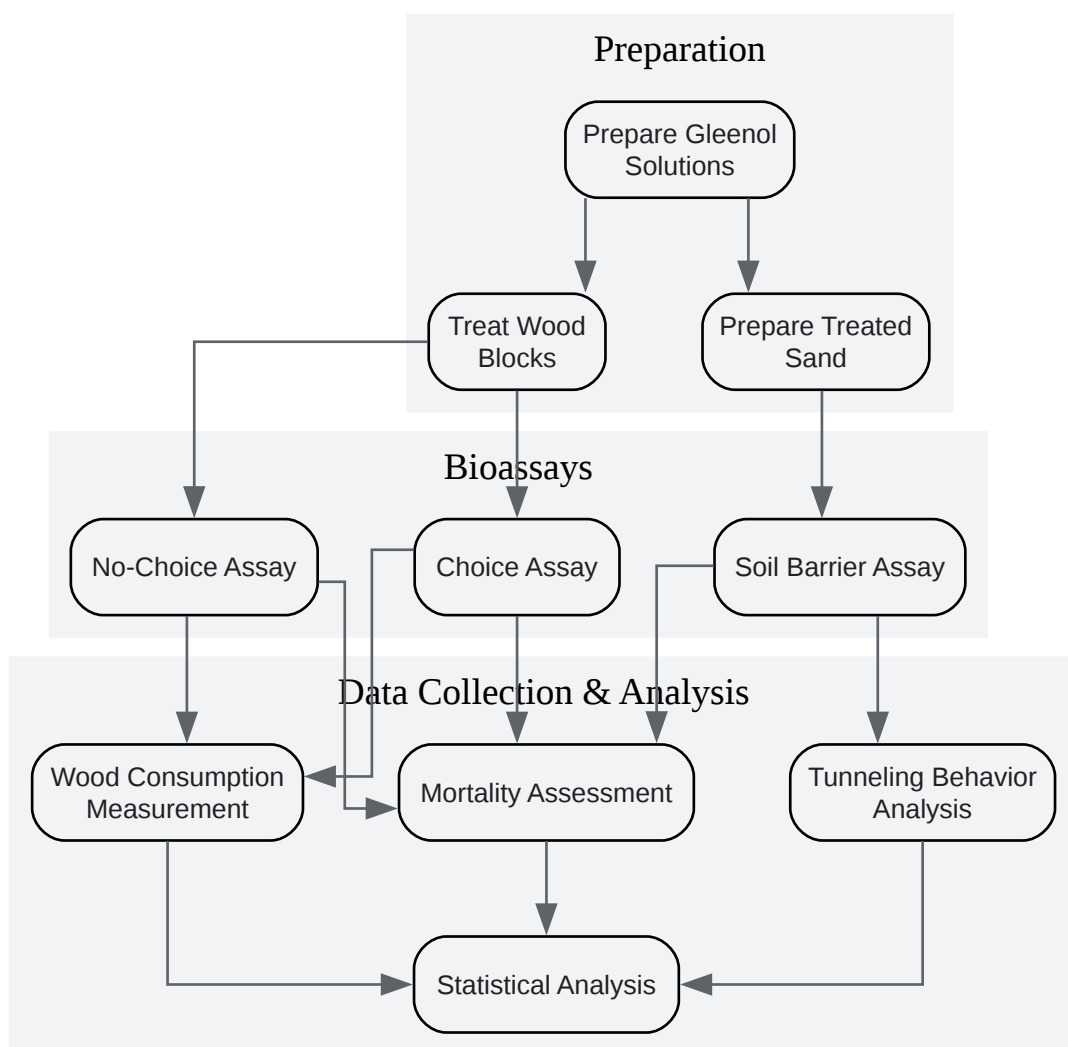 Preparation
Prepare Gleenol
Solutions
Treat Wood
Blocks
Prepare Treated
Sand
Bioassays
No-Choice Assay
Choice Assay
Soil Barrier Assay
Data Collection & Analysis
Wood Consumption
Measurement
Mortality Assessment
Tunneling Behavior
Analysis
Statistical Analysis